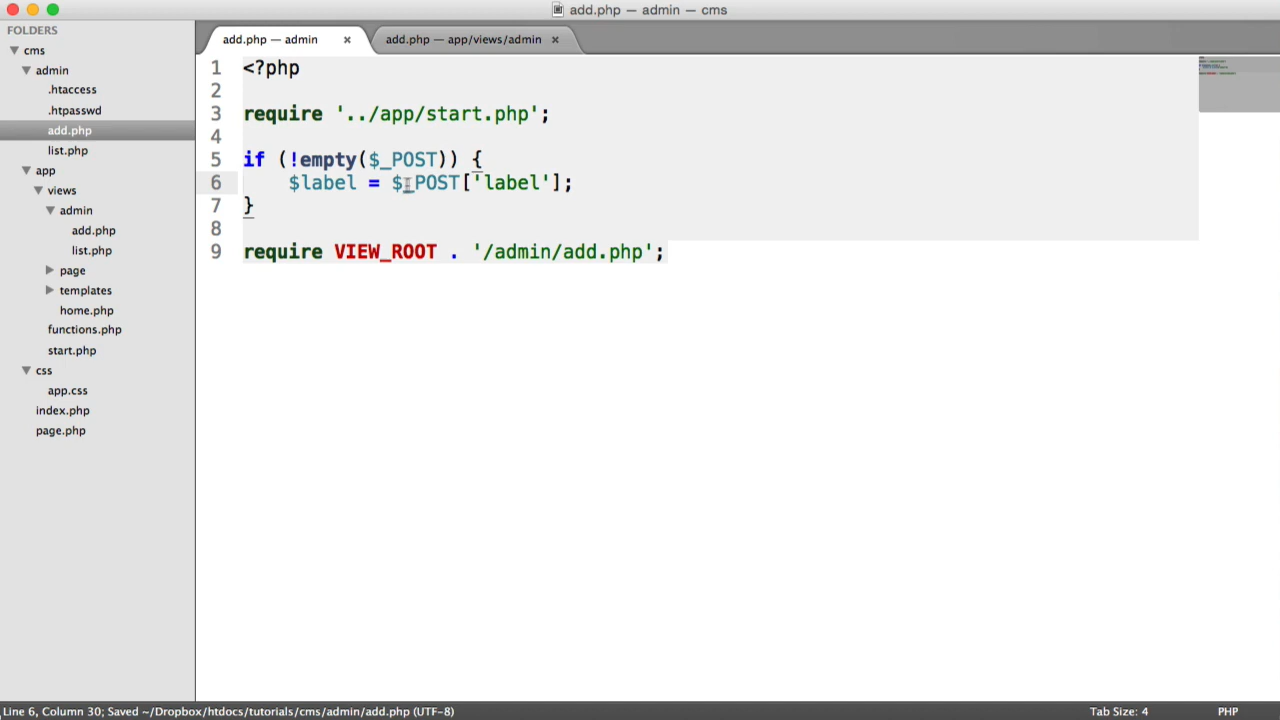 add.php — admin — cms
FOLDERS
cms
admin
.htaccess
.htpasswd
add.php
list.php
app
views
admin
add.php
list.php
page
templates
home.php
functions.php
start.php
css
app.css
index.php
page.php
add.php — admin ×
add.php — app/views/admin ×
1 <?php
2
3 require '../app/start.php';
4
5 if (!empty($_POST)) {
6     $label = $_POST['label'];
7 }
8
9 require VIEW_ROOT . '/admin/add.php';
Line 6, Column 30; Saved ~/Dropbox/htdocs/tutorials/cms/admin/add.php (UTF-8)
Tab Size: 4
PHP